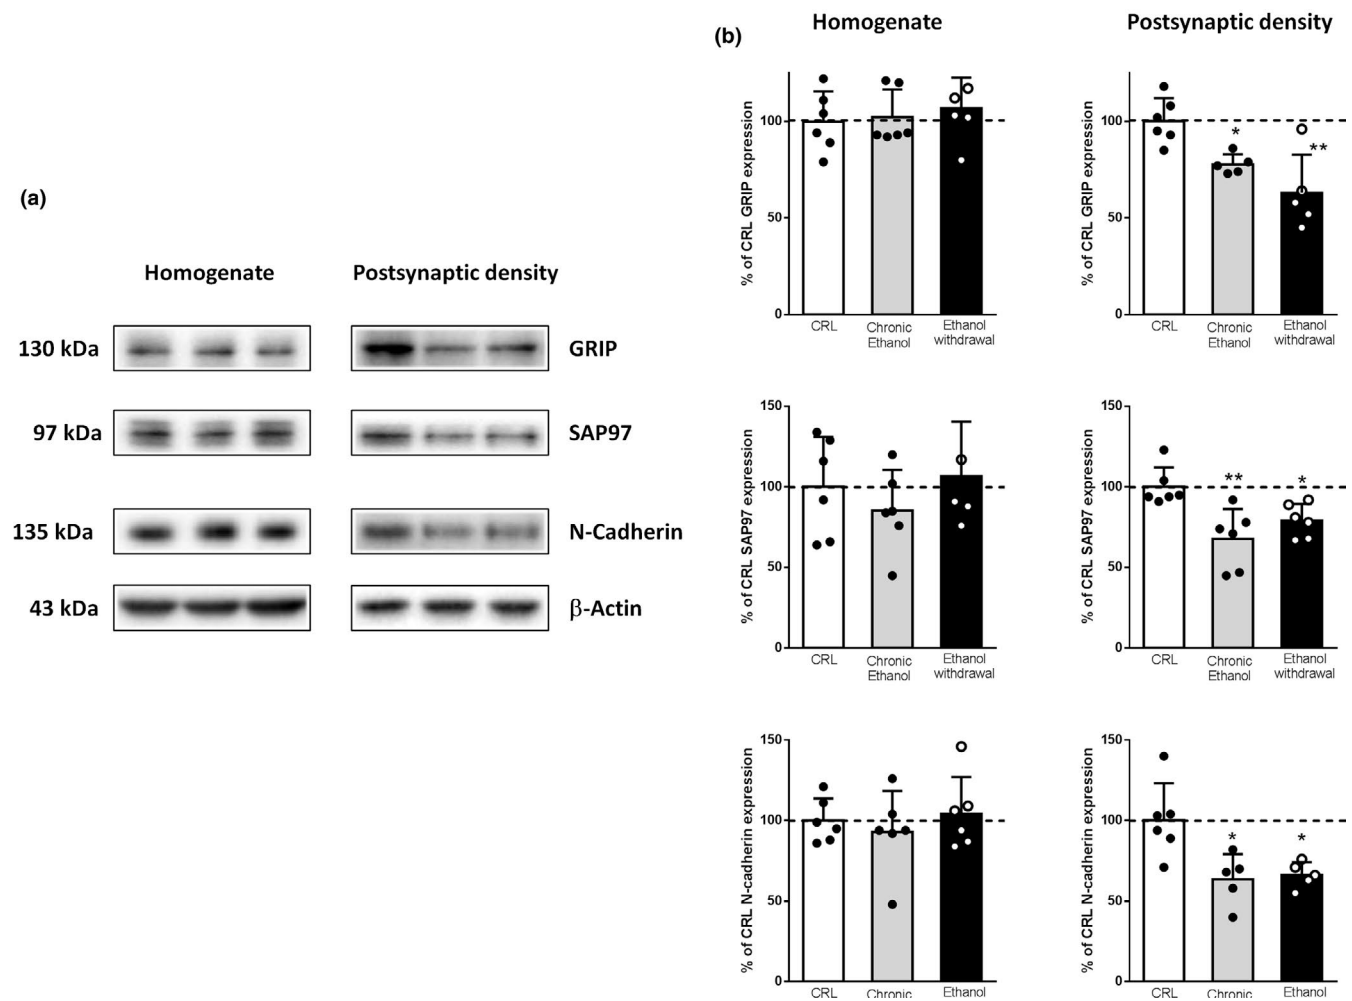 (a)
Homogenate Postsynaptic density
130 kDa GRIP
97 kDa SAP97
135 kDa N-Cadherin
43 kDa β-Actin
(b)
Homogenate Postsynaptic density
% of CRL GRIP expression
100
50
0
CRL Chronic Ethanol
Ethanol withdrawal
% of CRL GRIP expression
100
50
0
*
**
CRL Chronic Ethanol
Ethanol withdrawal
% of CRL SAP97 expression
150
100
50
0
CRL Chronic Ethanol
Ethanol withdrawal
% of CRL SAP97 expression
150
100
50
0
**
*
CRL Chronic Ethanol
Ethanol withdrawal
% of CRL N-cadherin expression
150
100
50
0
CRL Chronic Ethanol
% of CRL N-cadherin expression
150
100
50
0
*
*
CRL Chronic Ethanol